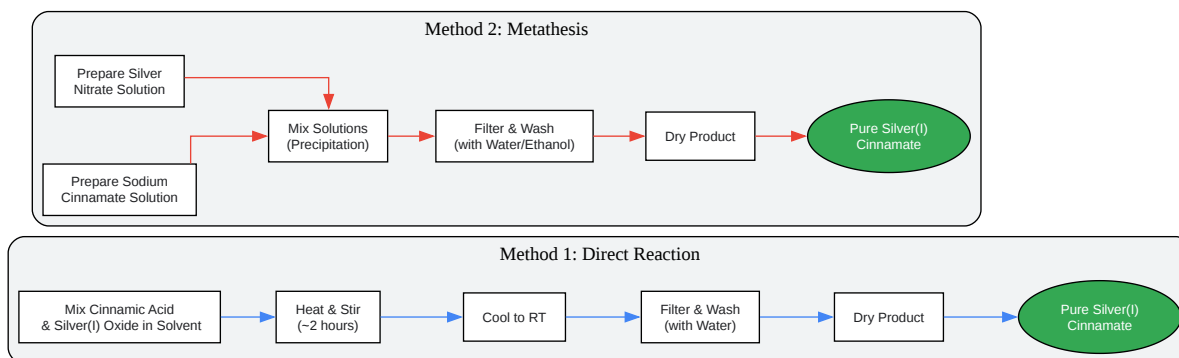 Method 2: Metathesis
Prepare Silver
Nitrate Solution
Prepare Sodium
Cinnamate Solution
Mix Solutions
(Precipitation)
Filter & Wash
(with Water/Ethanol)
Dry Product
Pure Silver(I)
Cinnamate
Method 1: Direct Reaction
Mix Cinnamic Acid
& Silver(I) Oxide in Solvent
Heat & Stir
(~2 hours)
Cool to RT
Filter & Wash
(with Water)
Dry Product
Pure Silver(I)
Cinnamate